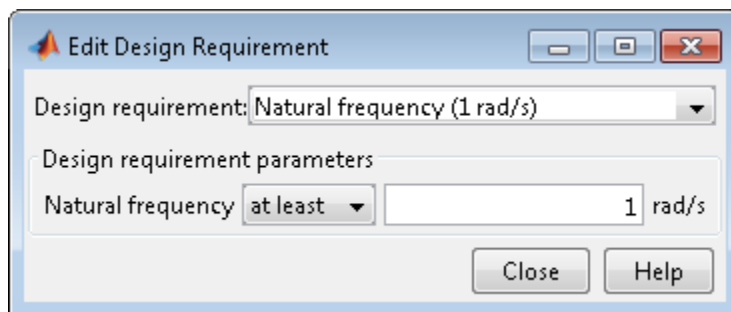 Edit Design Requirement
Design requirement: Natural frequency (1 rad/s)
Design requirement parameters
Natural frequency at least 1 rad/s
Close Help